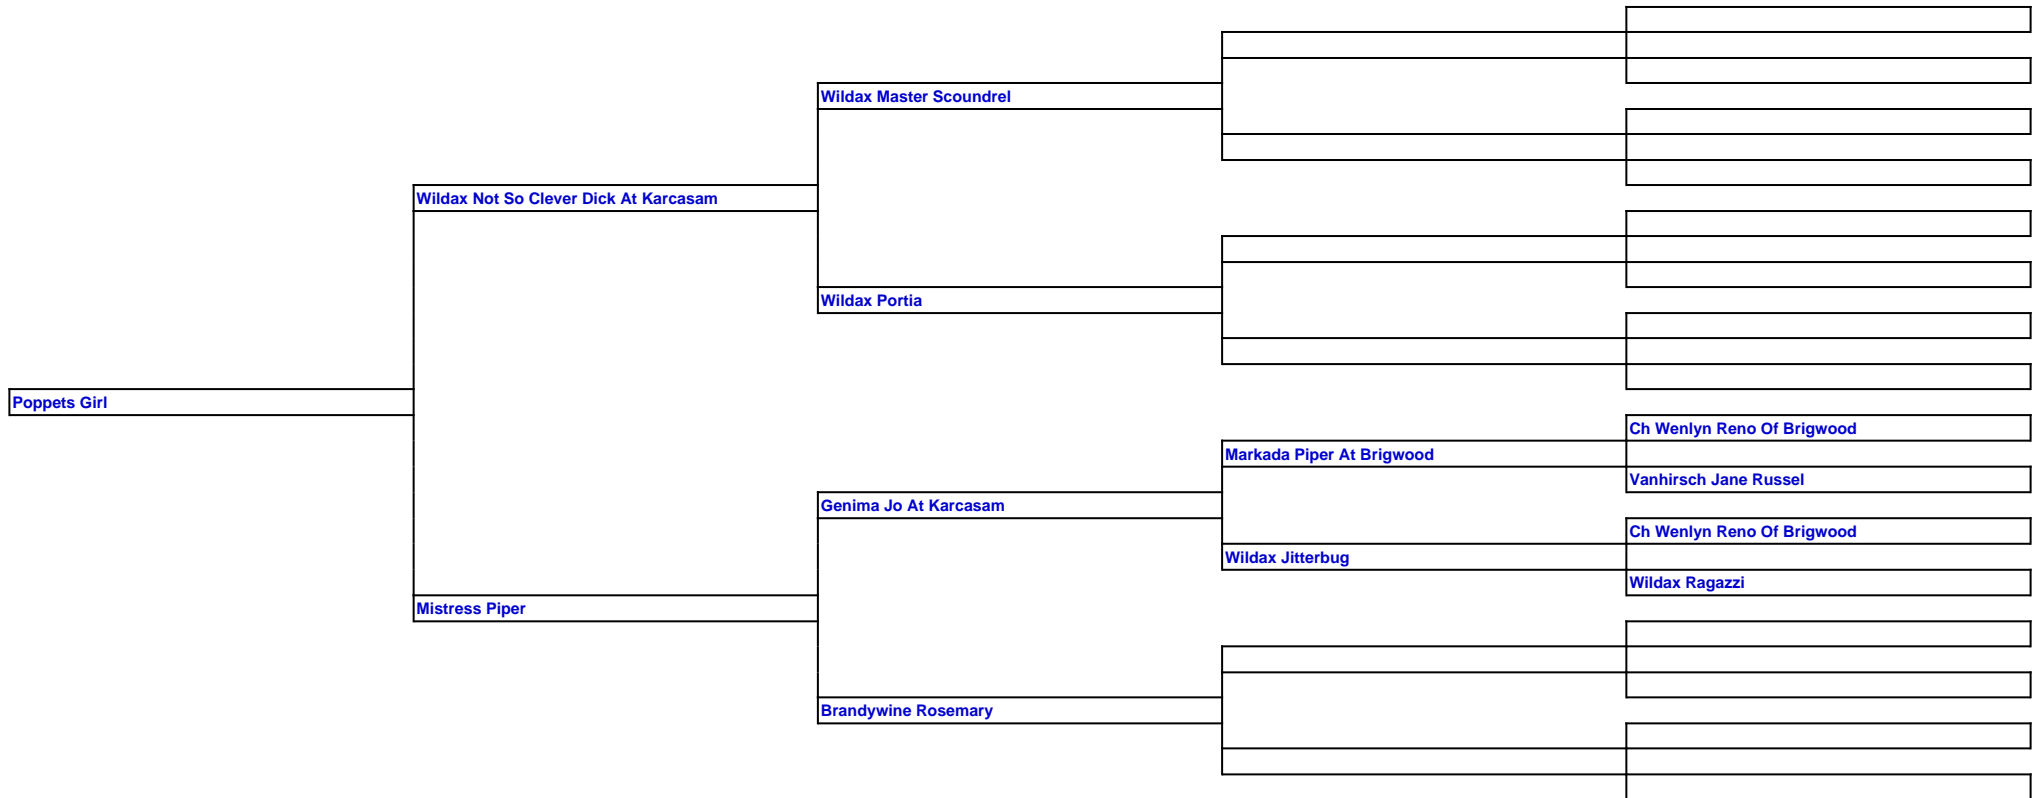 Wildax Master Scoundrel
Wildax Not So Clever Dick At Karcasam
Wildax Portia
Poppets Girl
Ch Wenlyn Reno Of Brigwood
Markada Piper At Brigwood
Vanhirsch Jane Russel
Genima Jo At Karcasam
Ch Wenlyn Reno Of Brigwood
Wildax Jitterbug
Wildax Ragazzi
Mistress Piper
Brandywine Rosemary